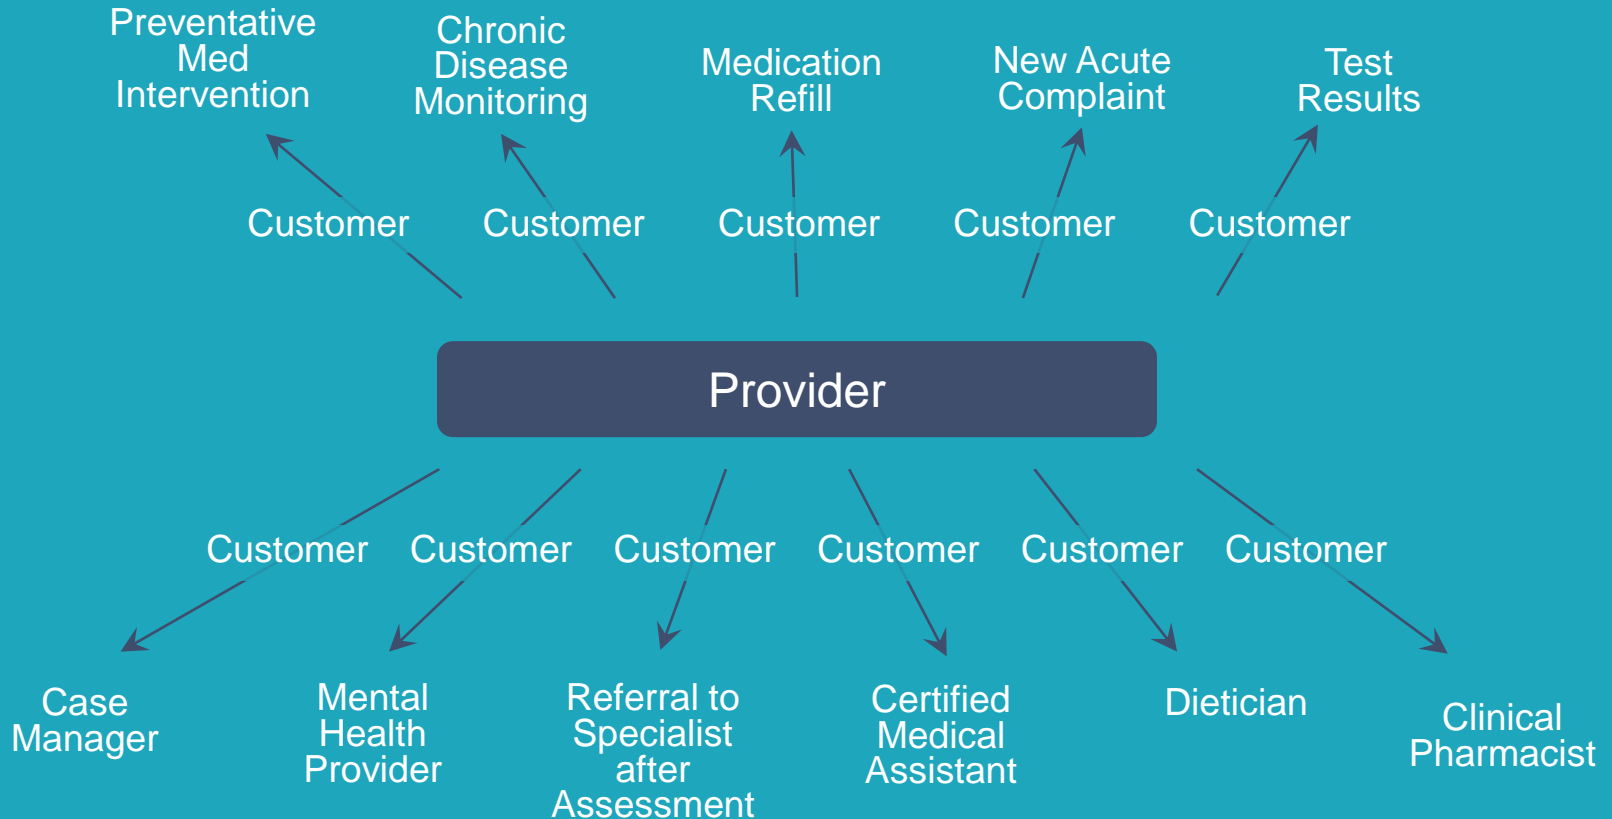 Preventative
Med
Intervention
Chronic
Disease
Monitoring
Medication
Refill
New Acute
Complaint
Test
Results
Customer
Customer
Customer
Customer
Customer
Provider
Customer
Customer
Customer
Customer
Customer
Customer
Case
Manager
Mental
Health
Provider
Referral to
Specialist
after
Assessment
Certified
Medical
Assistant
Dietician
Clinical
Pharmacist